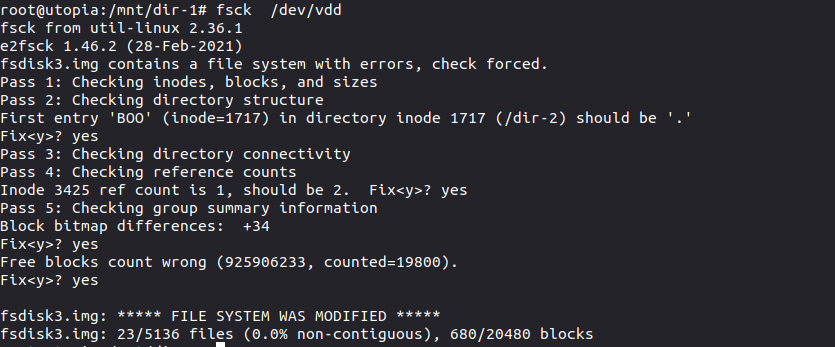 root@utopia:/mnt/dir-1# fsck  /dev/vdd
fsck from util-linux 2.36.1
e2fsck 1.46.2 (28-Feb-2021)
fsdisk3.img contains a file system with errors, check forced.
Pass 1: Checking inodes, blocks, and sizes
Pass 2: Checking directory structure
First entry 'BOO' (inode=1717) in directory inode 1717 (/dir-2) should be '.'
Fix<y>? yes
Pass 3: Checking directory connectivity
Pass 4: Checking reference counts
Inode 3425 ref count is 1, should be 2.  Fix<y>? yes
Pass 5: Checking group summary information
Block bitmap differences:  +34
Fix<y>? yes
Free blocks count wrong (925906233, counted=19800).
Fix<y>? yes
fsdisk3.img: ***** FILE SYSTEM WAS MODIFIED *****
fsdisk3.img: 23/5136 files (0.0% non-contiguous), 680/20480 blocks